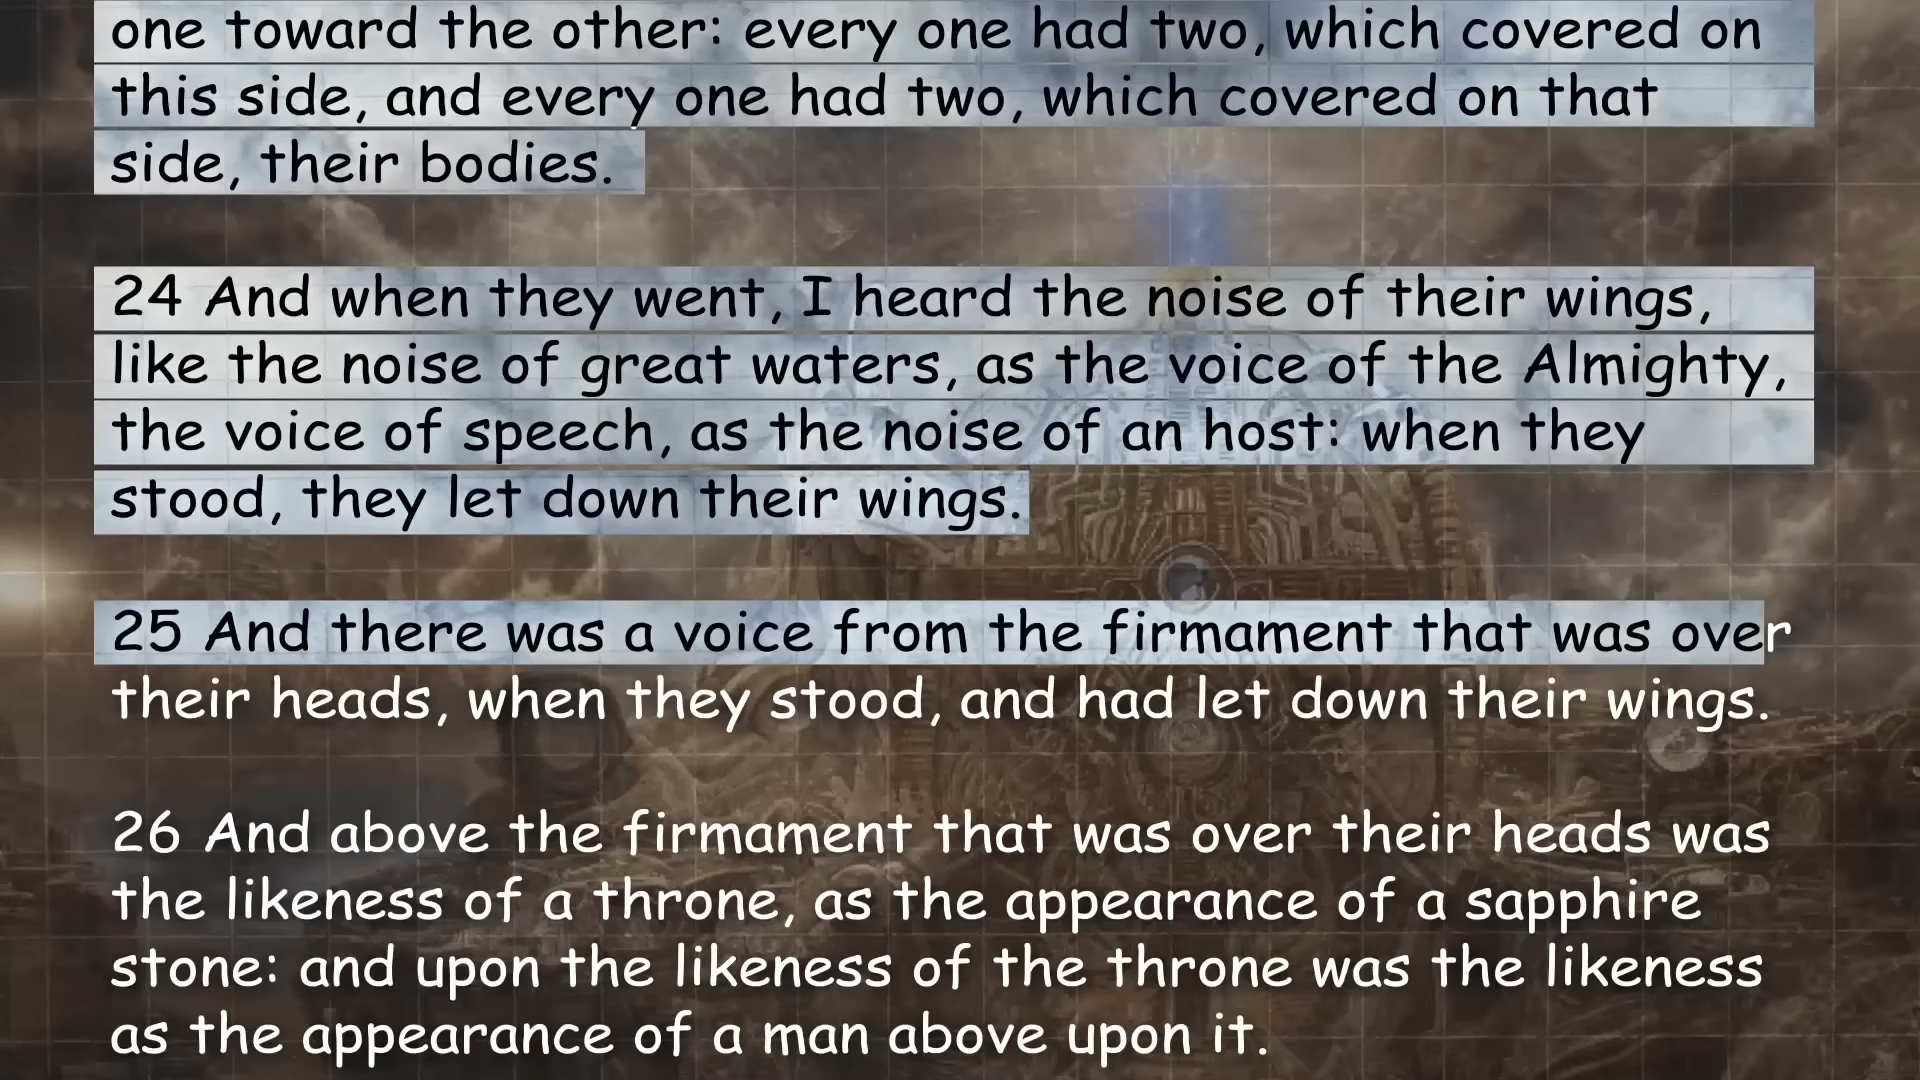 one toward the other: every one had two, which covered on
this side, and every one had two, which covered on that
side, their bodies.
24 And when they went, I heard the noise of their wings,
like the noise of great waters, as the voice of the Almighty,
the voice of speech, as the noise of an host: when they
stood, they let down their wings.
25 And there was a voice from the firmament that was over
their heads, when they stood, and had let down their wings.
26 And above the firmament that was over their heads was
the likeness of a throne, as the appearance of a sapphire
stone: and upon the likeness of the throne was the likeness
as the appearance of a man above upon it.